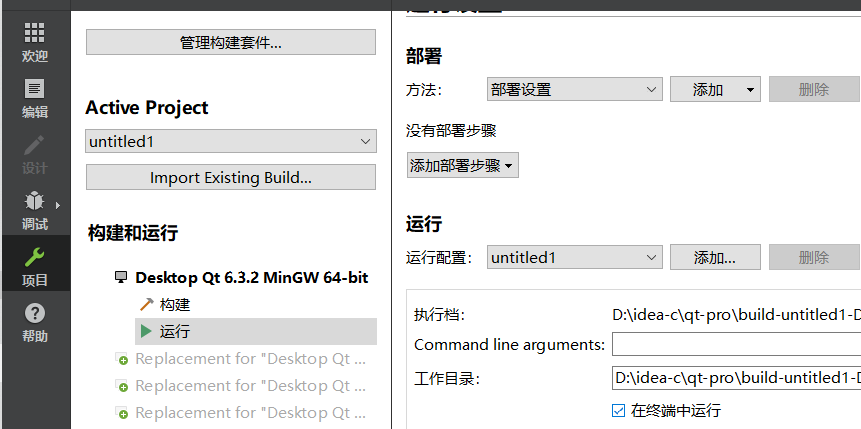 欢迎
编辑
设计
调试
项目
帮助
管理构建套件...
Active Project
untitled1
Import Existing Build...
构建和运行
Desktop Qt 6.3.2 MinGW 64-bit
构建
运行
Replacement for "Desktop Qt ...
Replacement for "Desktop Qt ...
Replacement for "Desktop Qt ...
部署
方法： 部署设置 添加 删除
没有部署步骤
添加部署步骤
运行
运行配置： untitled1 添加... 删除
执行档： D:\idea-c\qt-pro\build-untitled1-D
Command line arguments:
工作目录： D:\idea-c\qt-pro\build-untitled1-D
在终端中运行